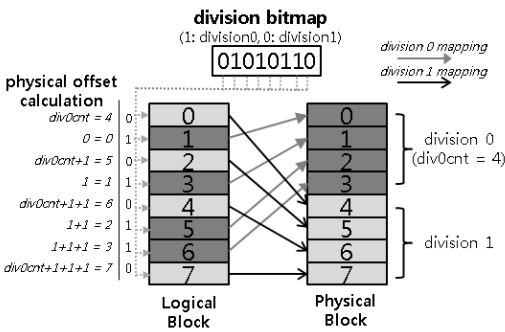 division bitmap
(1: division0, 0: division1)
01010110
division 0 mapping
division 1 mapping
physical offset
calculation
div0cnt = 4 0
0 = 0 1
div0cnt+1 = 5 0
1 = 1 1
div0cnt+1+1 = 6 0
1+1 = 2 1
1+1+1 = 3 1
div0cnt+1+1+1 = 7 0
0
1
2
3
4
5
6
7
Logical
Block
0
1
2
3
4
5
6
7
Physical
Block
division 0
(div0cnt = 4)
division 1